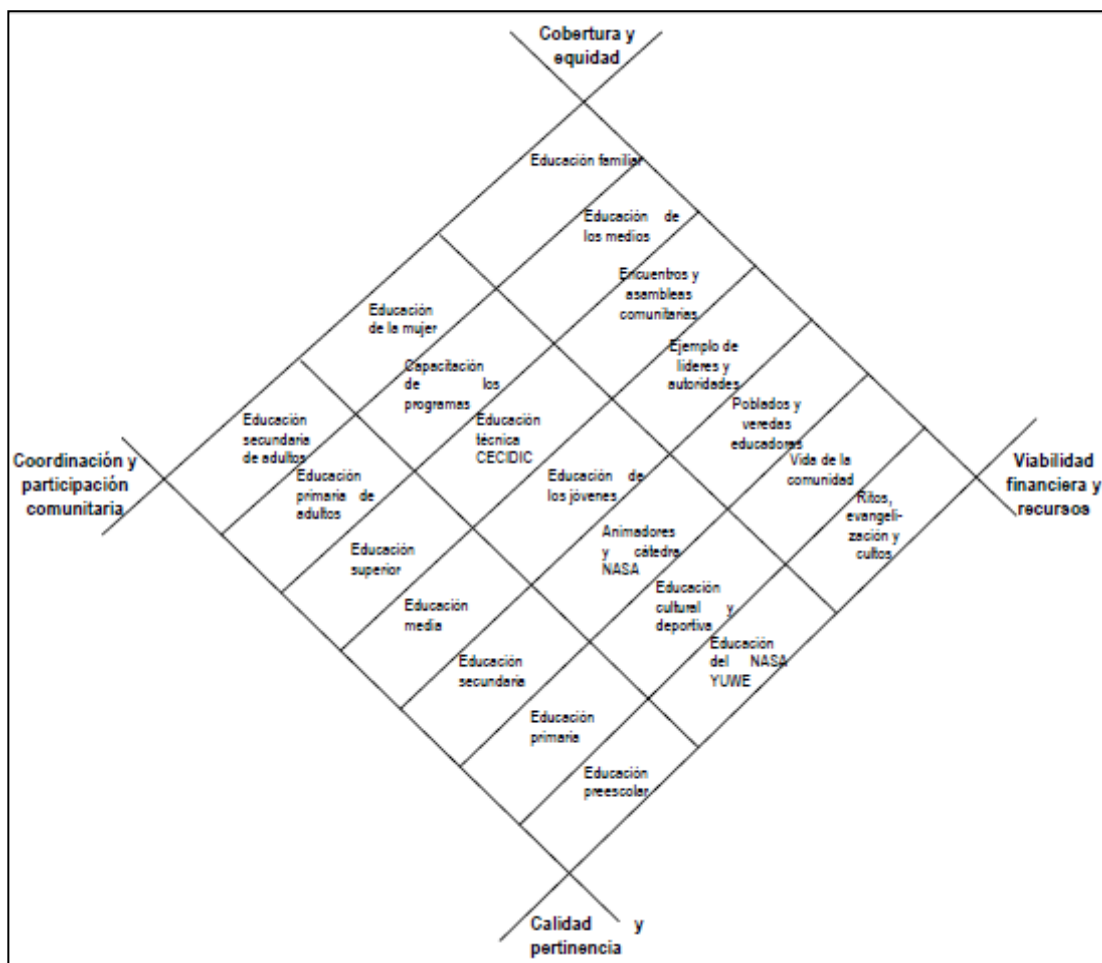 Cobertura y
equidad
Educación familiar
Educación de
los medios
Encuentros y
asambleas
comunitarias
Educación
de la mujer
Ejemplo de
líderes y
autoridades
Capacitación
de los
programas
Poblados y
veredas
educadoras
Educación
secundaria
de adultos
Educación
técnica
CECIDIC
Coordinación y
participación
comunitaria
Vida de la
comunidad
Viabilidad
financiera y
recursos
Educación
primaria de
adultos
Educación de
los jóvenes
Ritos,
evangeli-
zación y
cultos
Animadores
y cátedra
NASA
Educación
superior
Educación
cultural y
deportiva
Educación
media
Educación
del NASA
YUWE
Educación
secundaria
Educación
primaria
Educación
preescolar
Calidad y
pertinencia